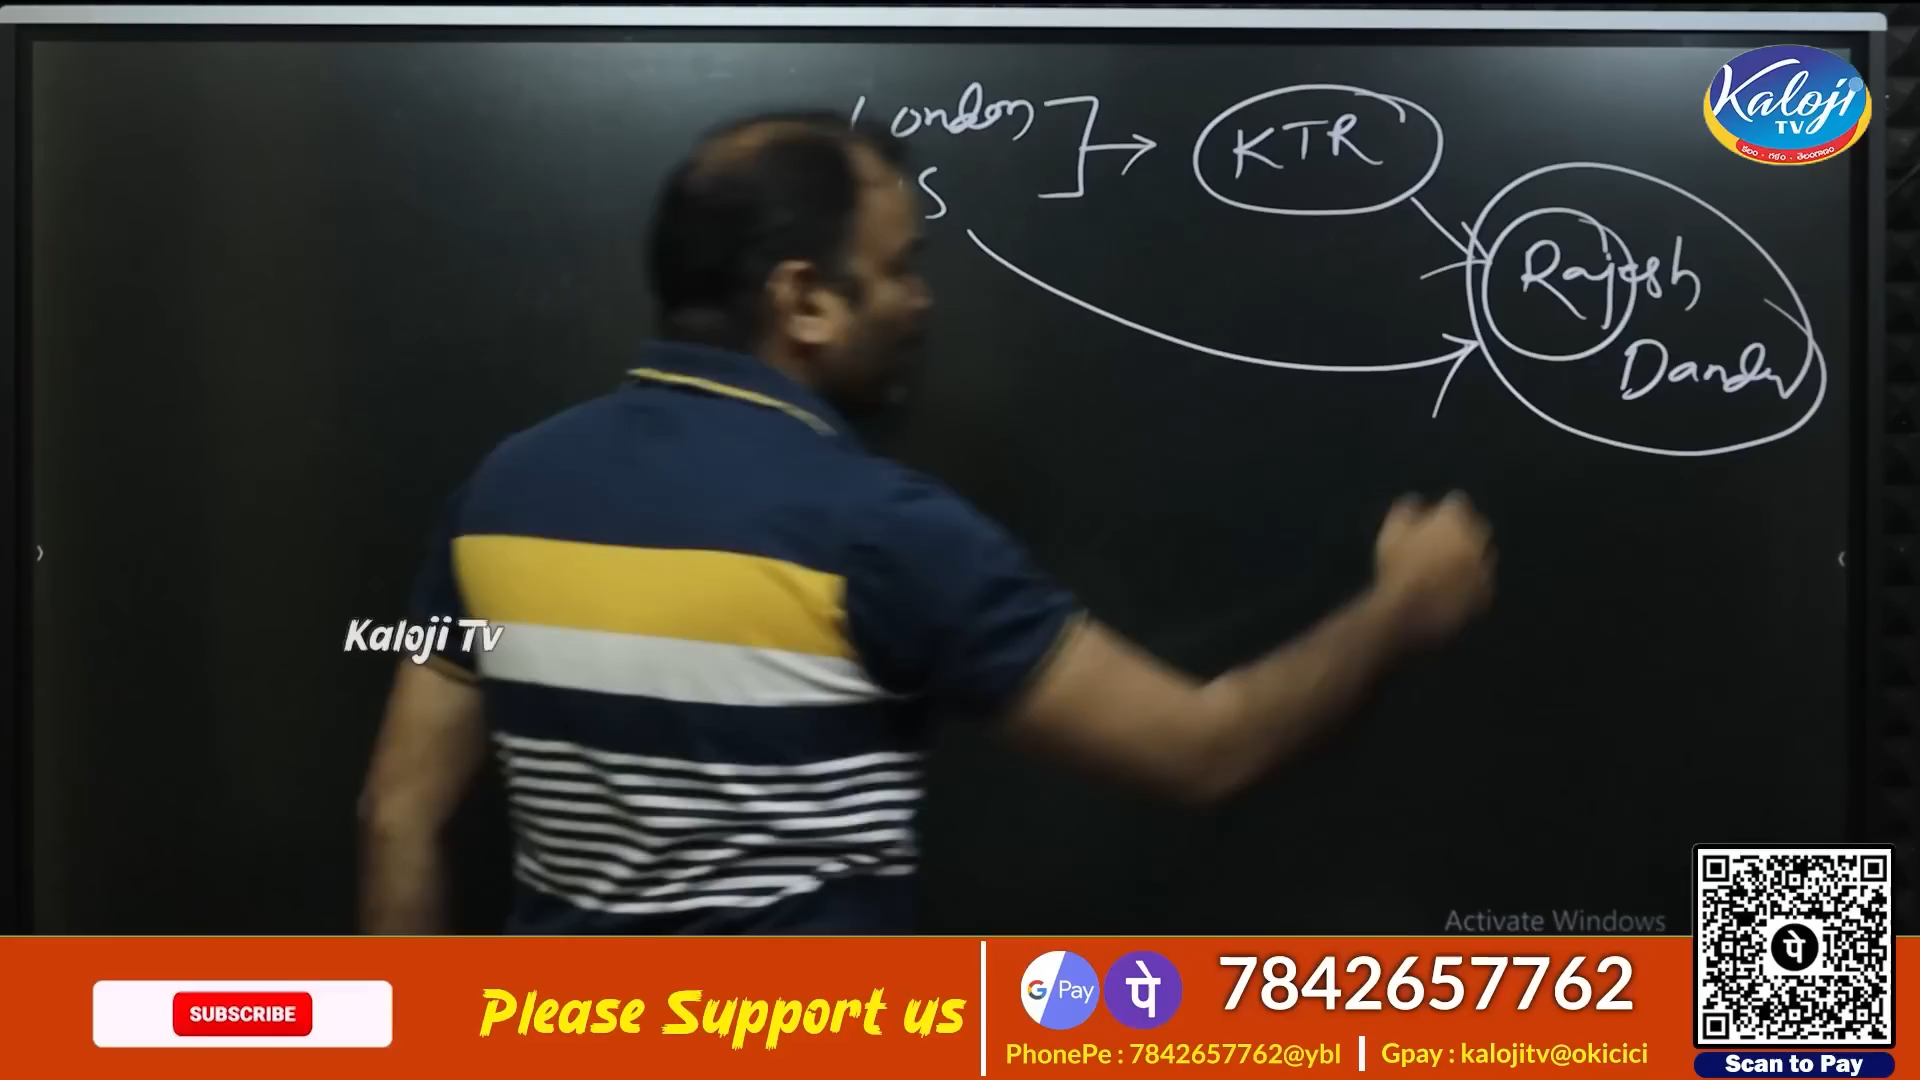 London
S
KTR
Rajesh
Dandu
Kaloji
TV
Kaloji Tv
Activate Windows
SUBSCRIBE
Please Support us
G Pay
पे
7842657762
PhonePe : 7842657762@ybl
Gpay : kalojitv@okicici
पे
Scan to Pay